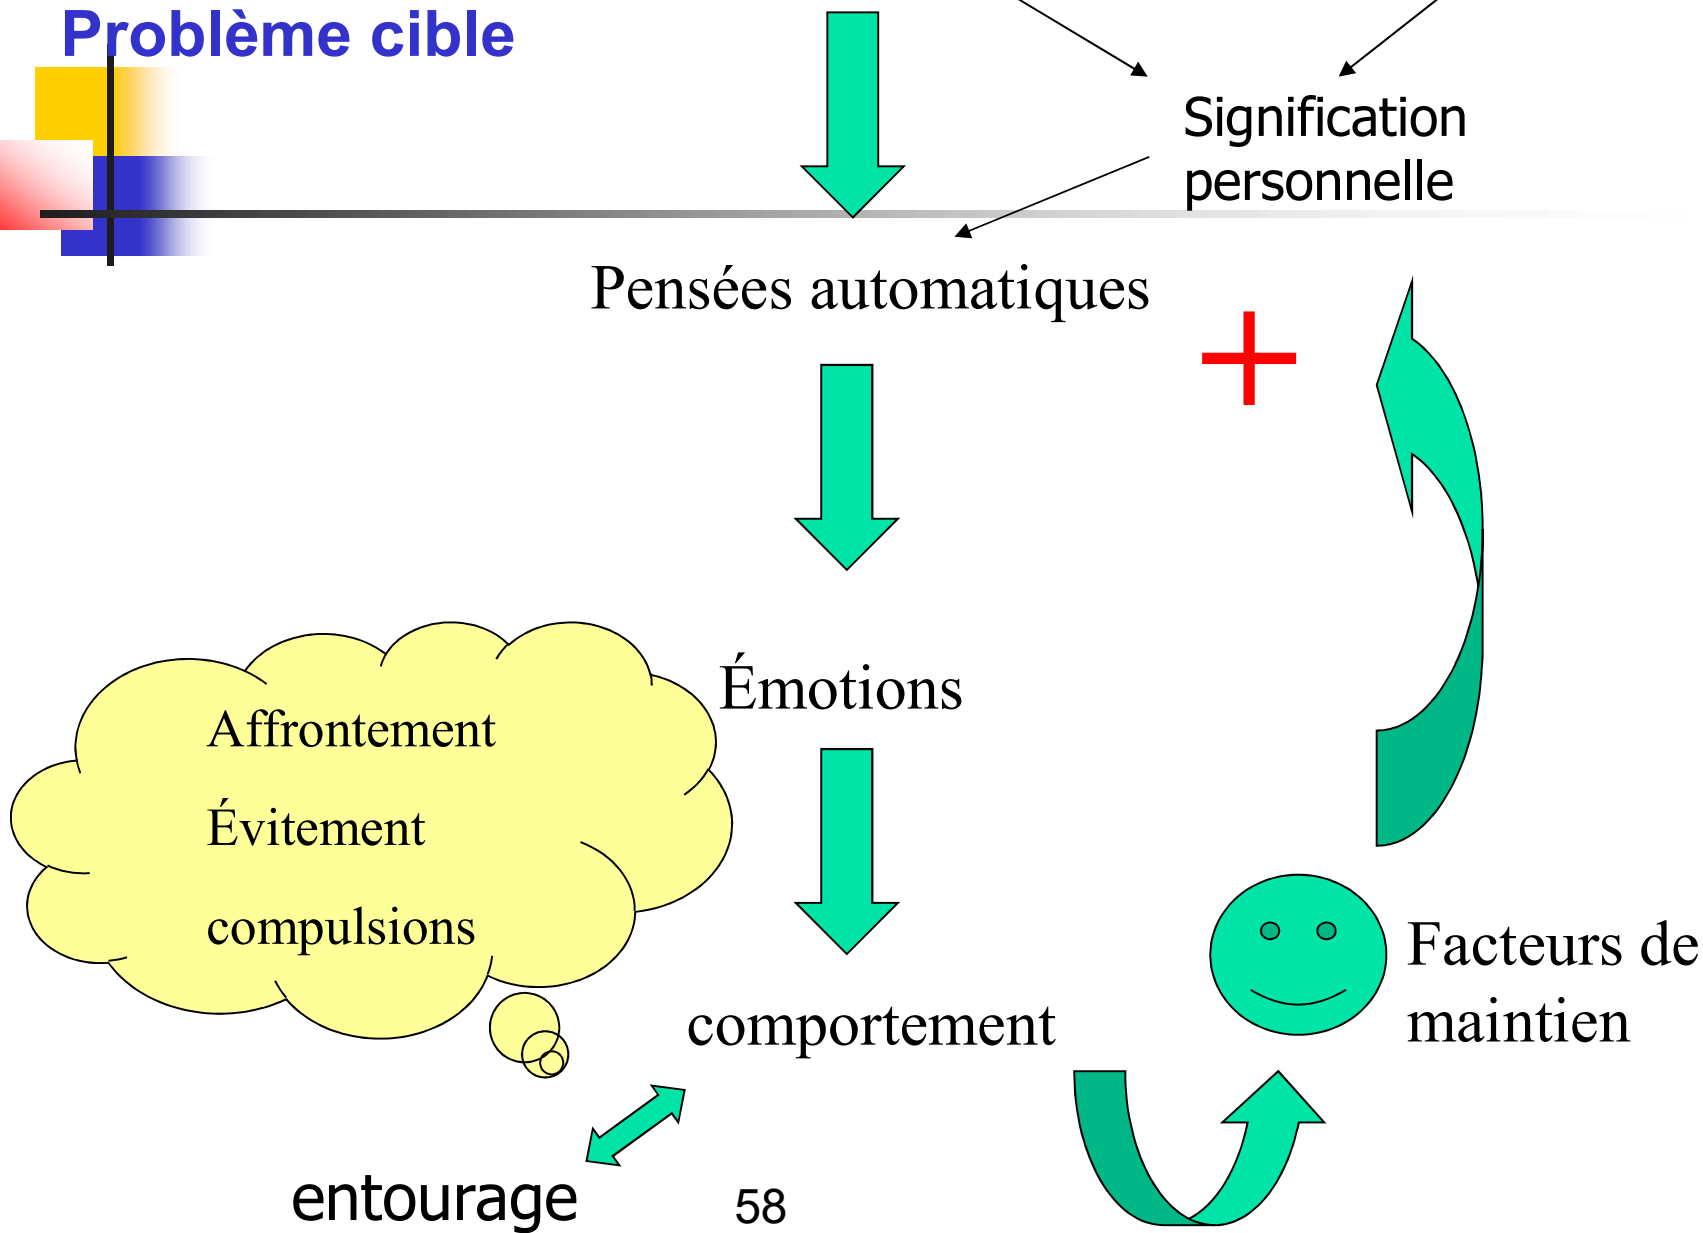 Problème cible
Signification
personnelle
Pensées automatiques
Émotions
Affrontement
Évitement
compulsions
comportement
Facteurs de
maintien
entourage
58